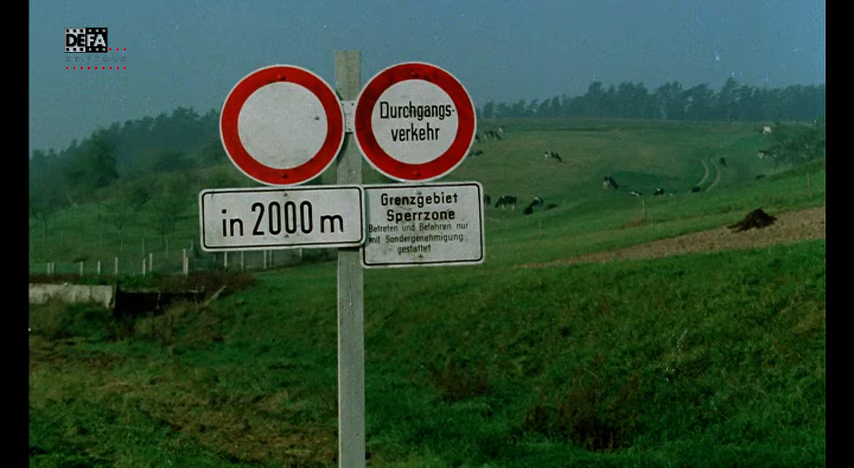 DEFA
STIFTUNG
Durchgangs-
verkehr
in 2000 m
Grenzgebiet
Sperrzone
Betreten und Befahren nur
mit Sondergenehmigung
gestattet